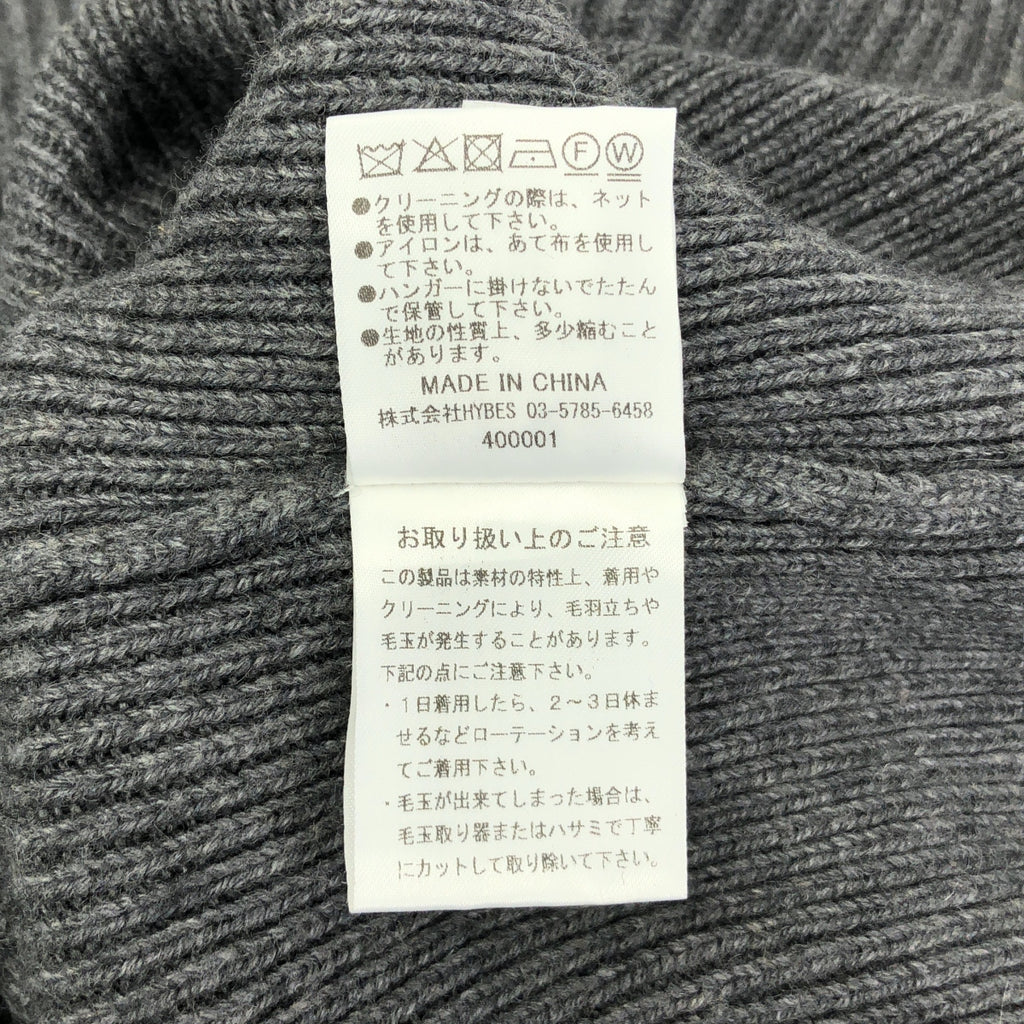 F W
●クリーニングの際は、ネット
を使用して下さい。
●アイロンは、あて布を使用し
て下さい。
●ハンガーに掛けないでたたん
で保管して下さい。
●生地の性質上、多少縮むこと
があります。
MADE IN CHINA
株式会社HYBES 03-5785-6458
400001
お取り扱い上のご注意
この製品は素材の特性上、着用や
クリーニングにより、毛羽立ちや
毛玉が発生することがあります。
下記の点にご注意下さい。
・1日着用したら、2〜3日休ま
せるなどローテーションを考え
てご着用下さい。
・毛玉が出来てしまった場合は、
毛玉取り器またはハサミで丁寧
にカットして取り除いて下さい。